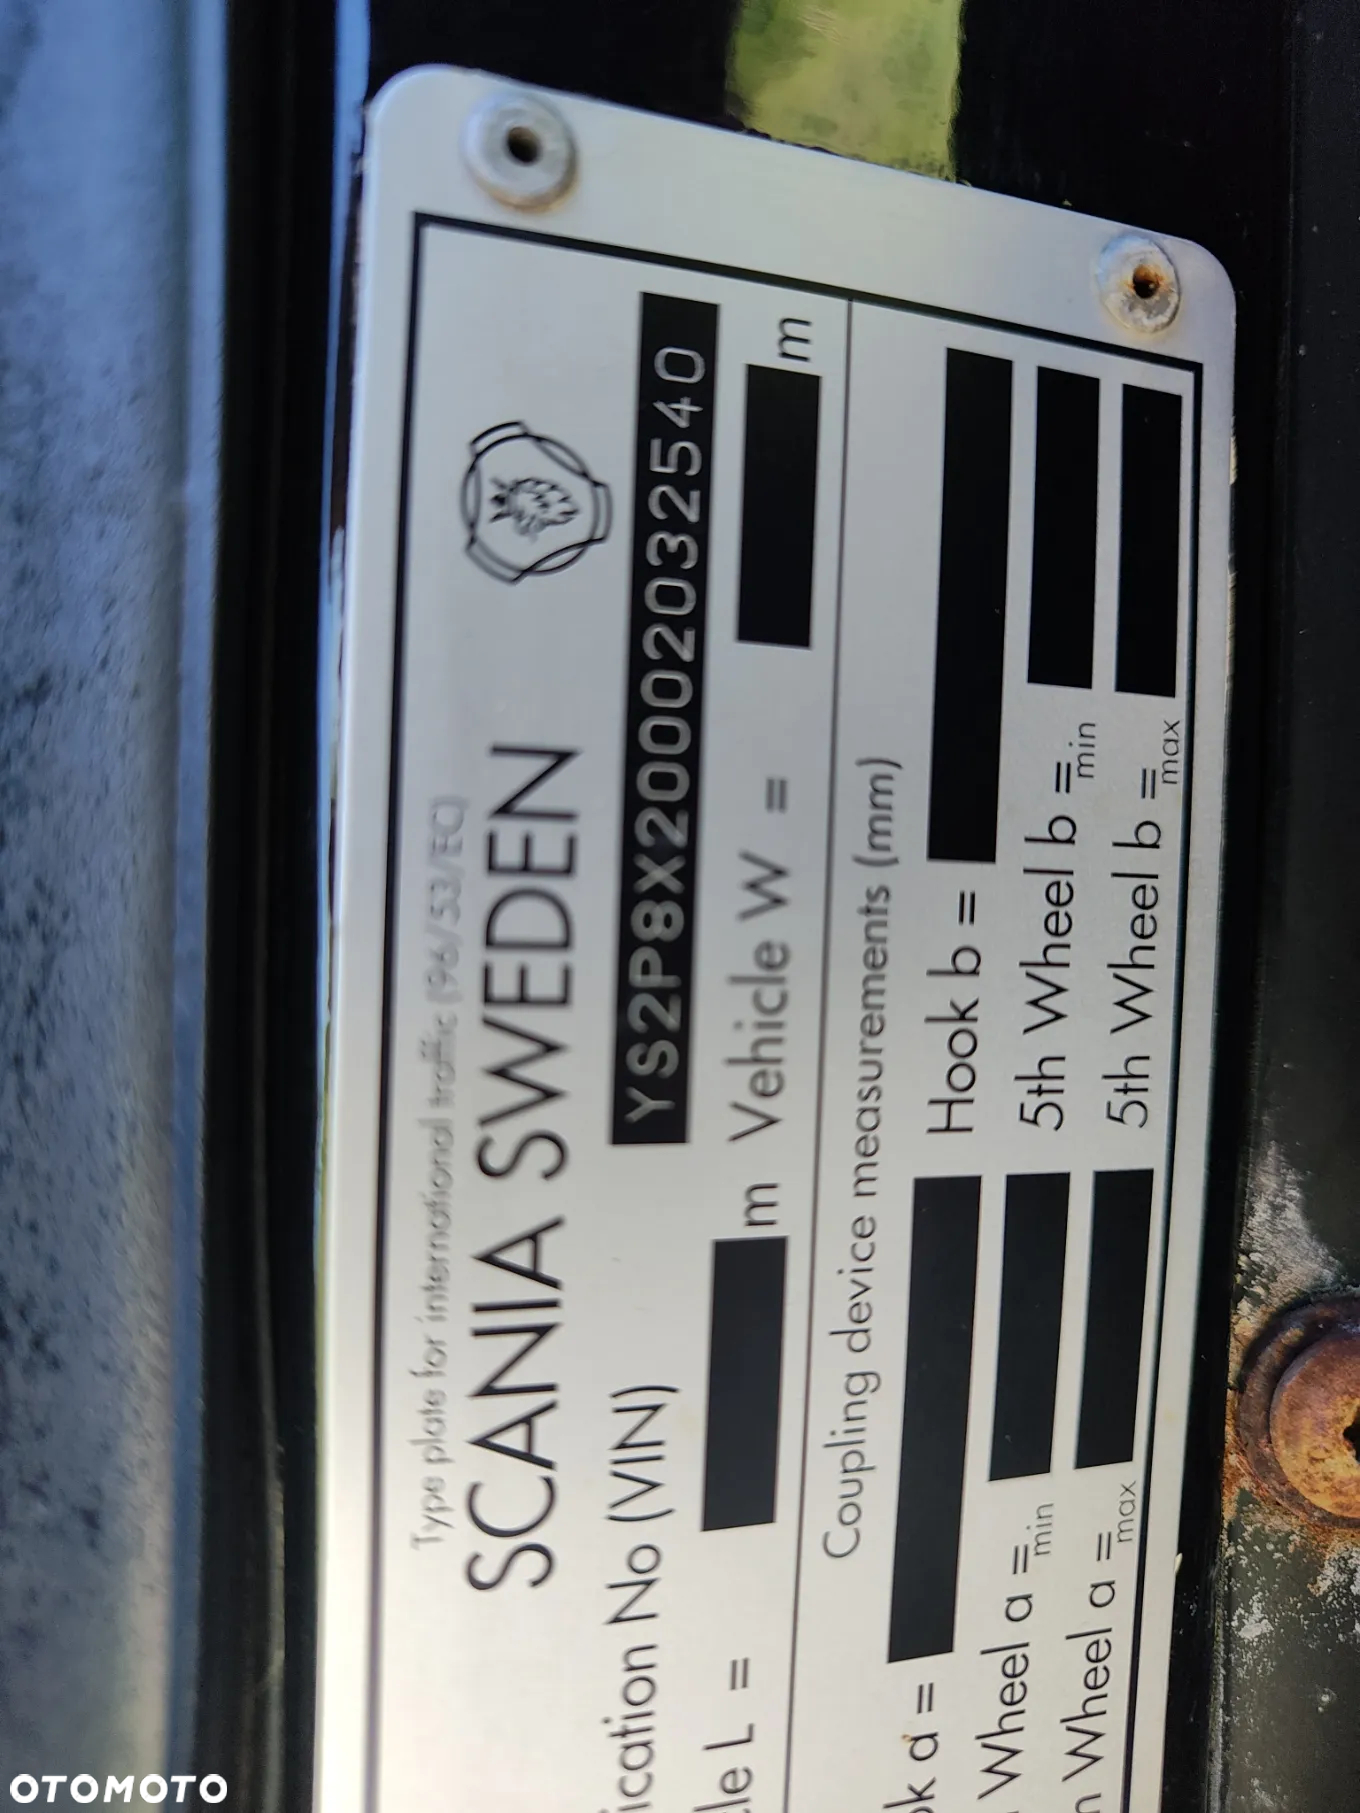 Type plate for international traffic (96/53/EC)
SCANIA SWEDEN
ication No (VIN) YS2P8X20002032540
le L = m Vehicle W = m
Coupling device measurements (mm)
k a = Hook b =
Wheel a = min 5th Wheel b = min
Wheel a = max 5th Wheel b = max
OTOMOTO